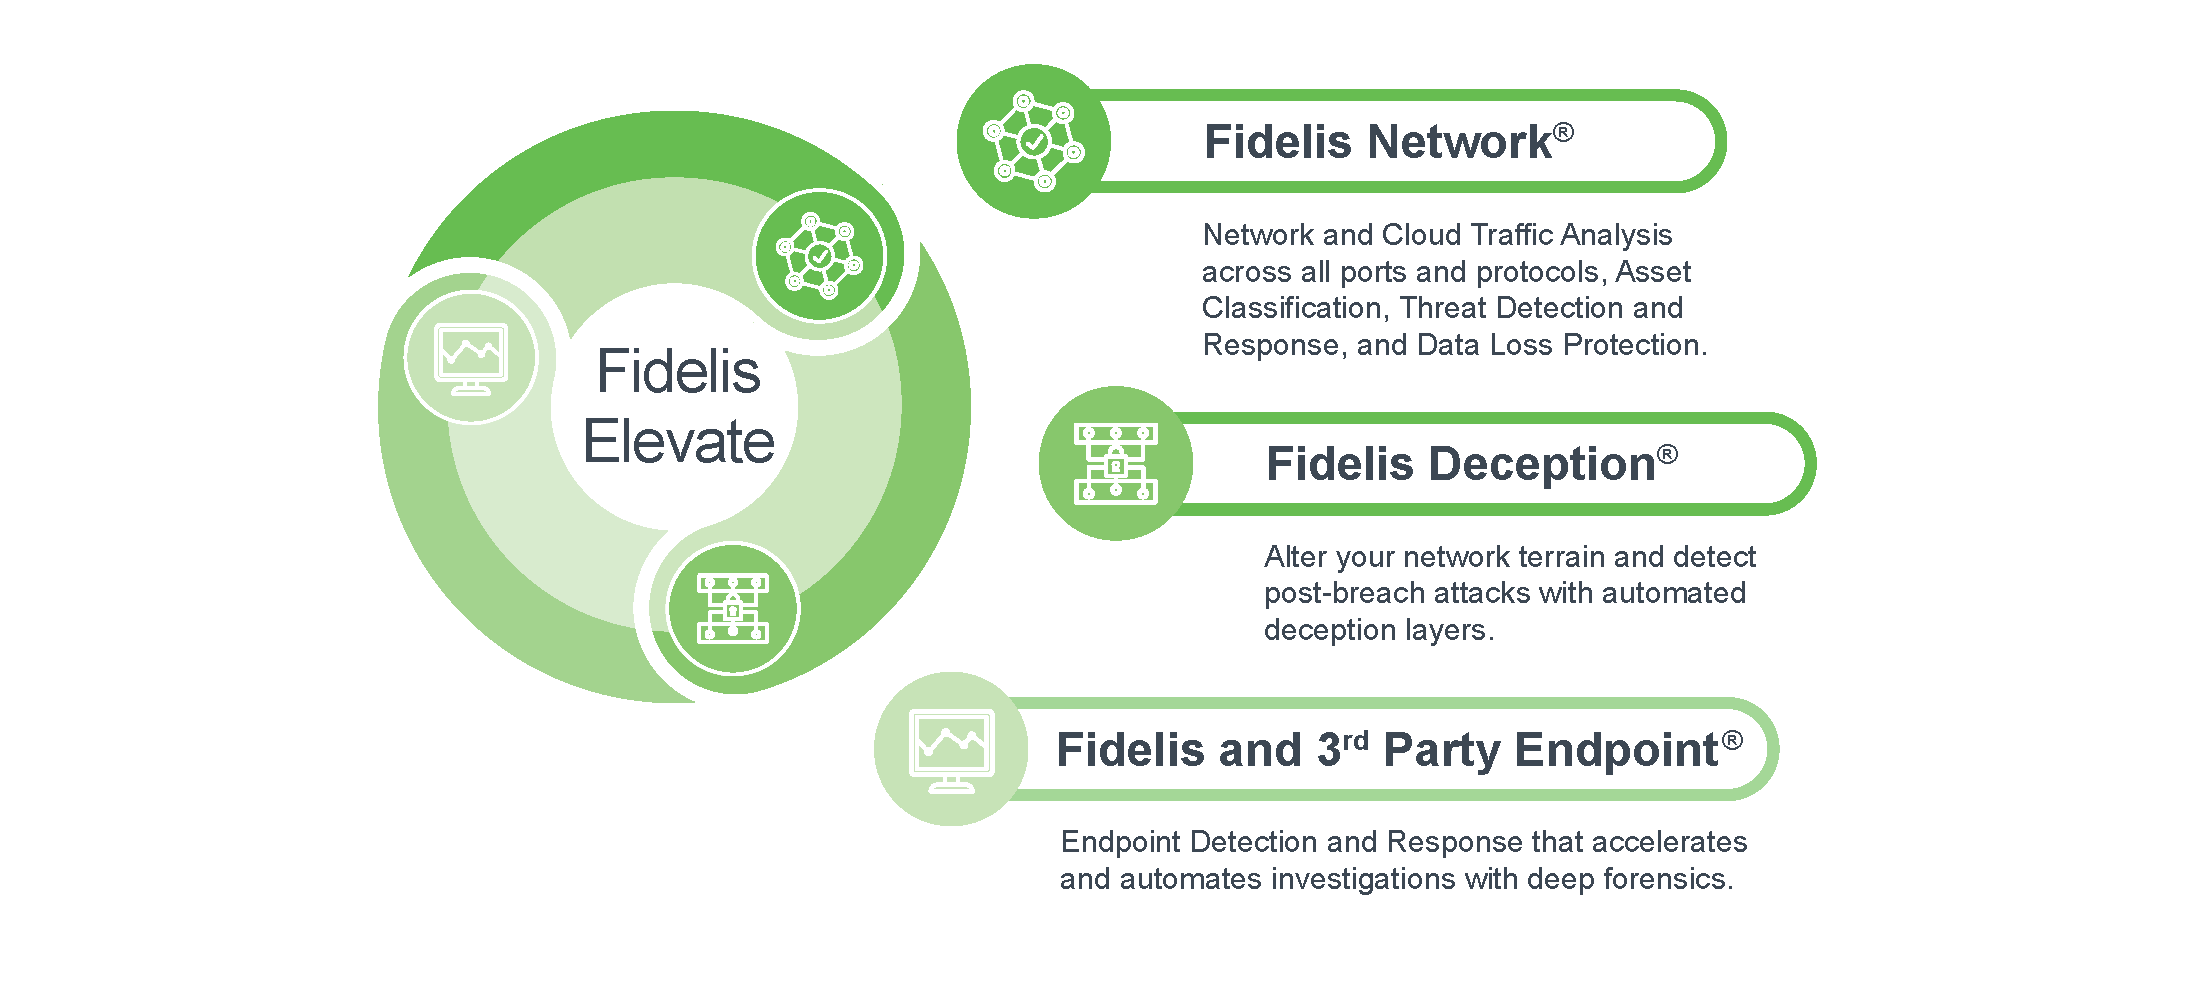 Fidelis
Elevate
Fidelis Network®
Network and Cloud Traffic Analysis
across all ports and protocols, Asset
Classification, Threat Detection and
Response, and Data Loss Protection.
Fidelis Deception®
Alter your network terrain and detect
post-breach attacks with automated
deception layers.
Fidelis and 3rd Party Endpoint®
Endpoint Detection and Response that accelerates
and automates investigations with deep forensics.